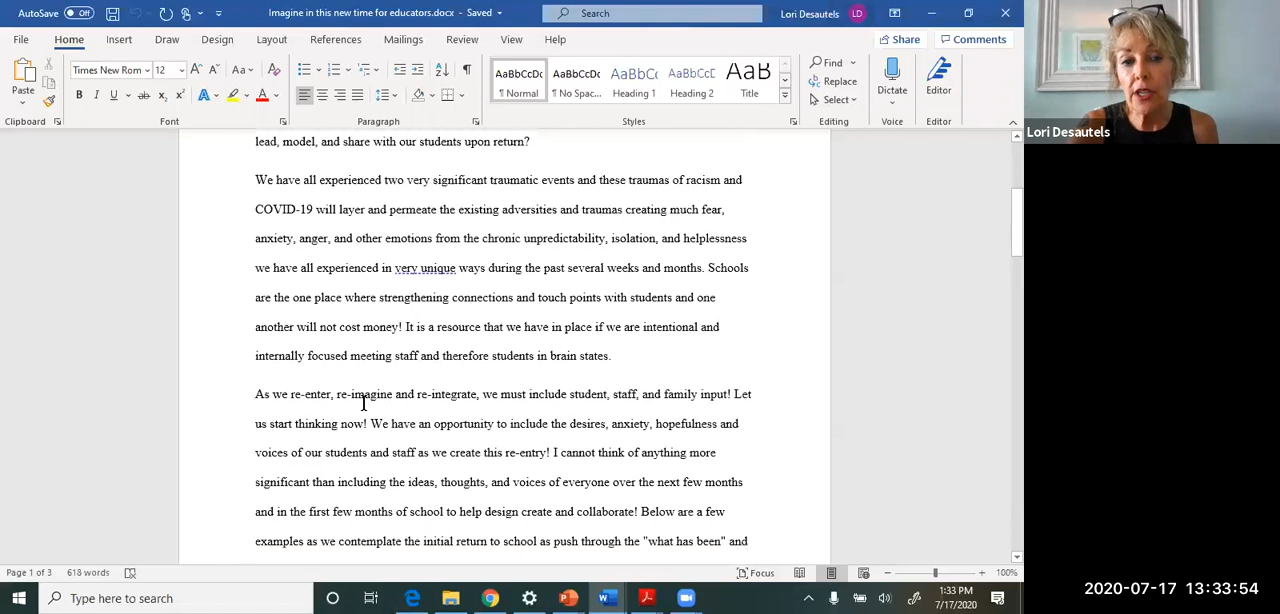 AutoSave Off Imagine in this new time for educators.docx - Saved Search Lori Desautels LD
File Home Insert Draw Design Layout References Mailings Review View Help Share Comments
Paste Times New Rom 12 A A Aa A AaBbCcDc AaBbCcDc AaBbCc AaBbCcD AaB Find
B I U ab x₂ x² A A ¶ Normal ¶ No Spac... Heading 1 Heading 2 Title Replace
Select Dictate Editor
Clipboard Font Paragraph Styles Editing Voice Editor
Lori Desautels
lead, model, and share with our students upon return?
We have all experienced two very significant traumatic events and these traumas of racism and
COVID-19 will layer and permeate the existing adversities and traumas creating much fear,
anxiety, anger, and other emotions from the chronic unpredictability, isolation, and helplessness
we have all experienced in very unique ways during the past several weeks and months. Schools
are the one place where strengthening connections and touch points with students and one
another will not cost money! It is a resource that we have in place if we are intentional and
internally focused meeting staff and therefore students in brain states.
As we re-enter, re-imagine and re-integrate, we must include student, staff, and family input! Let
us start thinking now! We have an opportunity to include the desires, anxiety, hopefulness and
voices of our students and staff as we create this re-entry! I cannot think of anything more
significant than including the ideas, thoughts, and voices of everyone over the next few months
and in the first few months of school to help design create and collaborate! Below are a few
examples as we contemplate the initial return to school as push through the "what has been" and
Page 1 of 3 618 words Focus 100%
Type here to search 1:33 PM
7/17/2020
2020-07-17 13:33:54